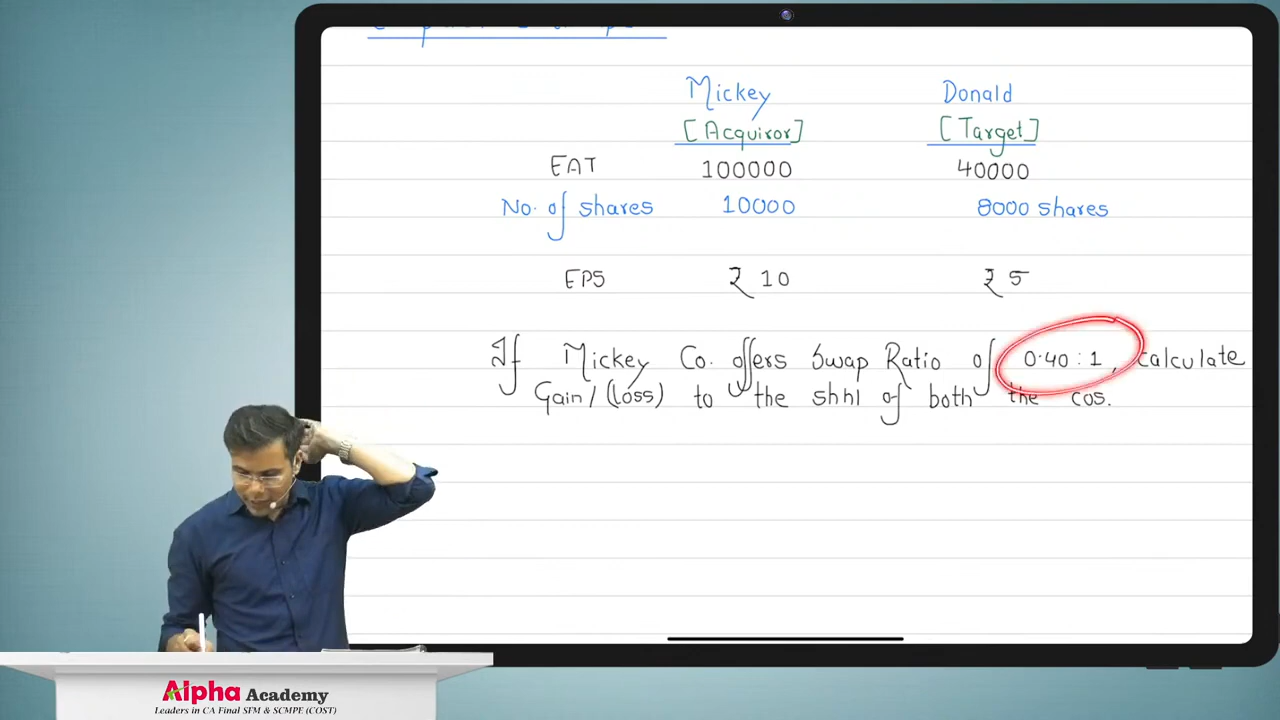 Mickey Donald
[Acquiror] [Target]
EAT 100000 40000
No. of shares 10000 8000 shares
EPS ₹ 10 ₹ 5
If Mickey Co. offers Swap Ratio of 0.40 : 1, calculate
Gain/(loss) to the shhl of both the cos.
Alpha Academy
Leaders in CA Final SFM & SCMPE (COST)